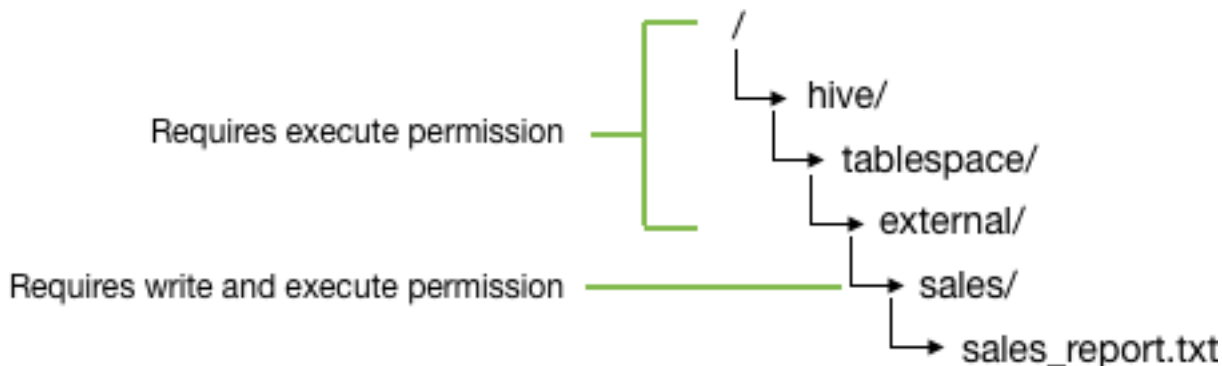 /
hive/
Requires execute permission
tablespace/
external/
Requires write and execute permission
sales/
sales_report.txt